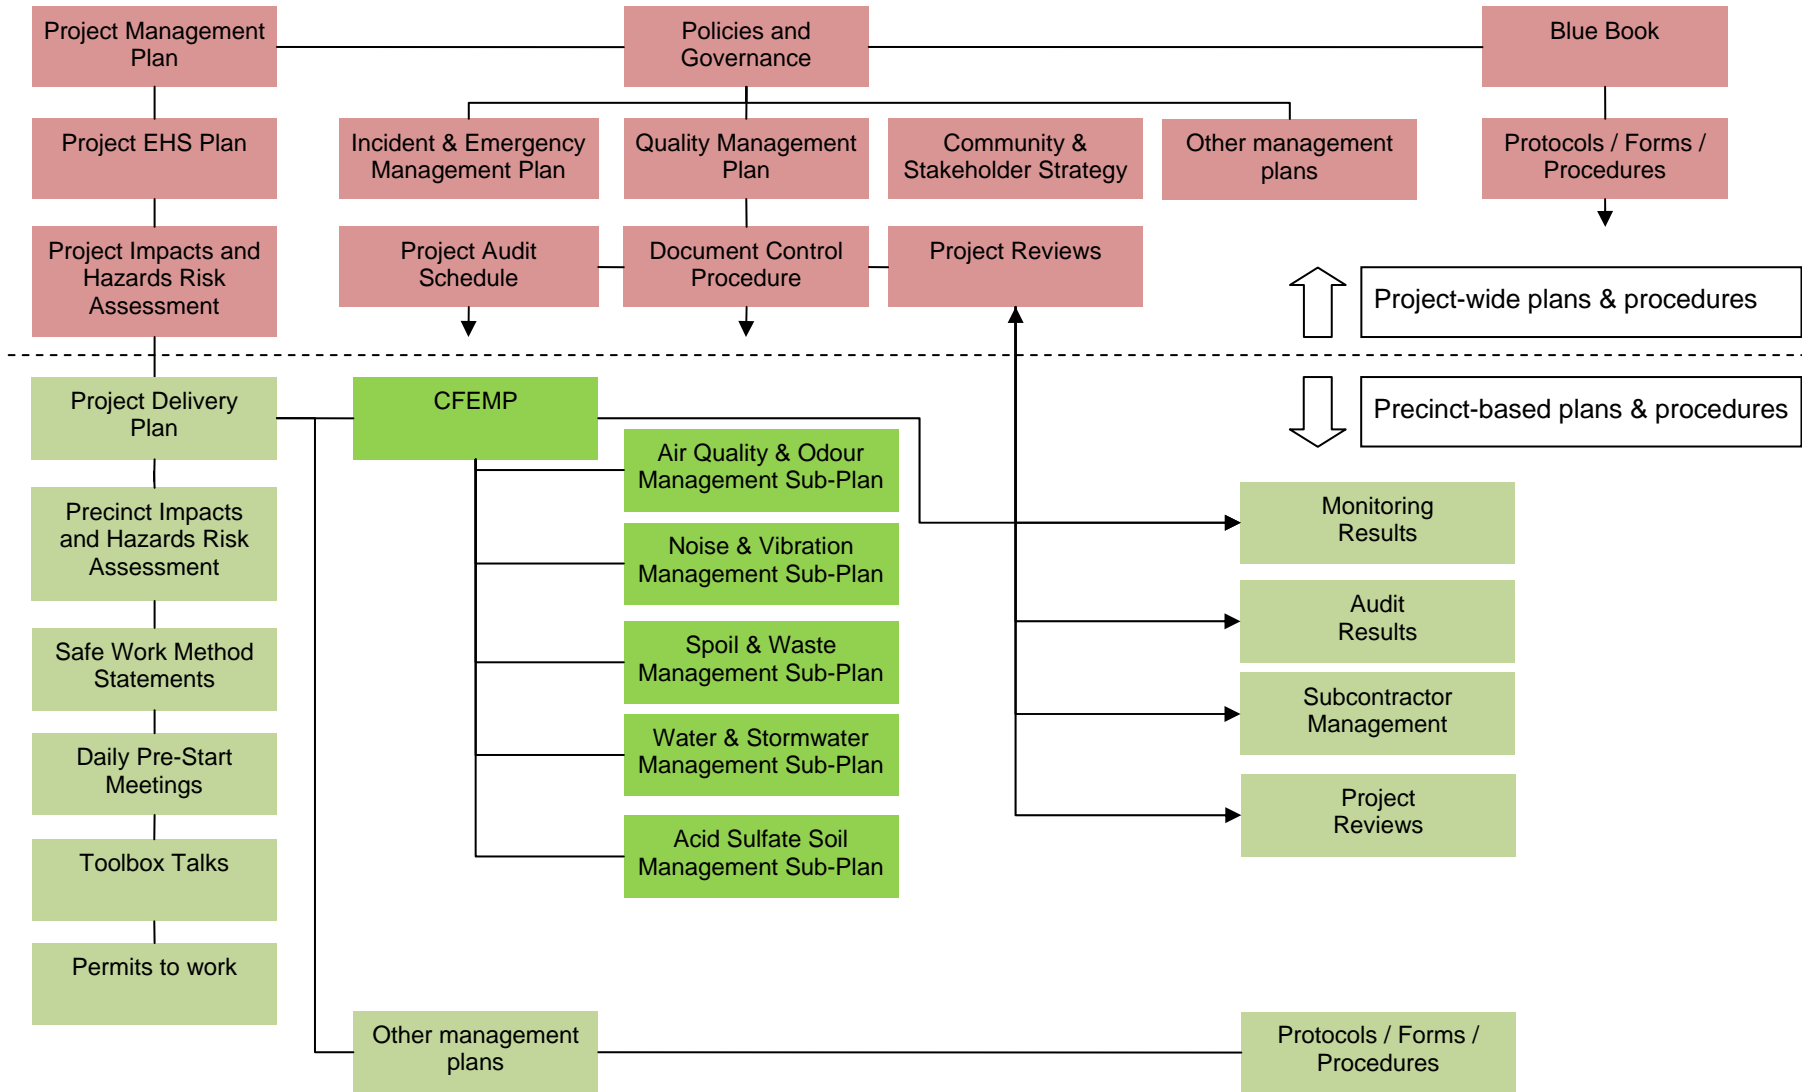 Project Management
Plan
Policies and
Governance
Blue Book
Project EHS Plan
Incident & Emergency
Management Plan
Quality Management
Plan
Community &
Stakeholder Strategy
Other management
plans
Protocols / Forms /
Procedures
Project Impacts and
Hazards Risk
Assessment
Project Audit
Schedule
Document Control
Procedure
Project Reviews
Project-wide plans & procedures
Precinct-based plans & procedures
Project Delivery
Plan
CFEMP
Air Quality & Odour
Management Sub-Plan
Precinct Impacts
and Hazards Risk
Assessment
Noise & Vibration
Management Sub-Plan
Monitoring
Results
Safe Work Method
Statements
Spoil & Waste
Management Sub-Plan
Audit
Results
Daily Pre-Start
Meetings
Water & Stormwater
Management Sub-Plan
Subcontractor
Management
Toolbox Talks
Acid Sulfate Soil
Management Sub-Plan
Project
Reviews
Permits to work
Other management
plans
Protocols / Forms /
Procedures